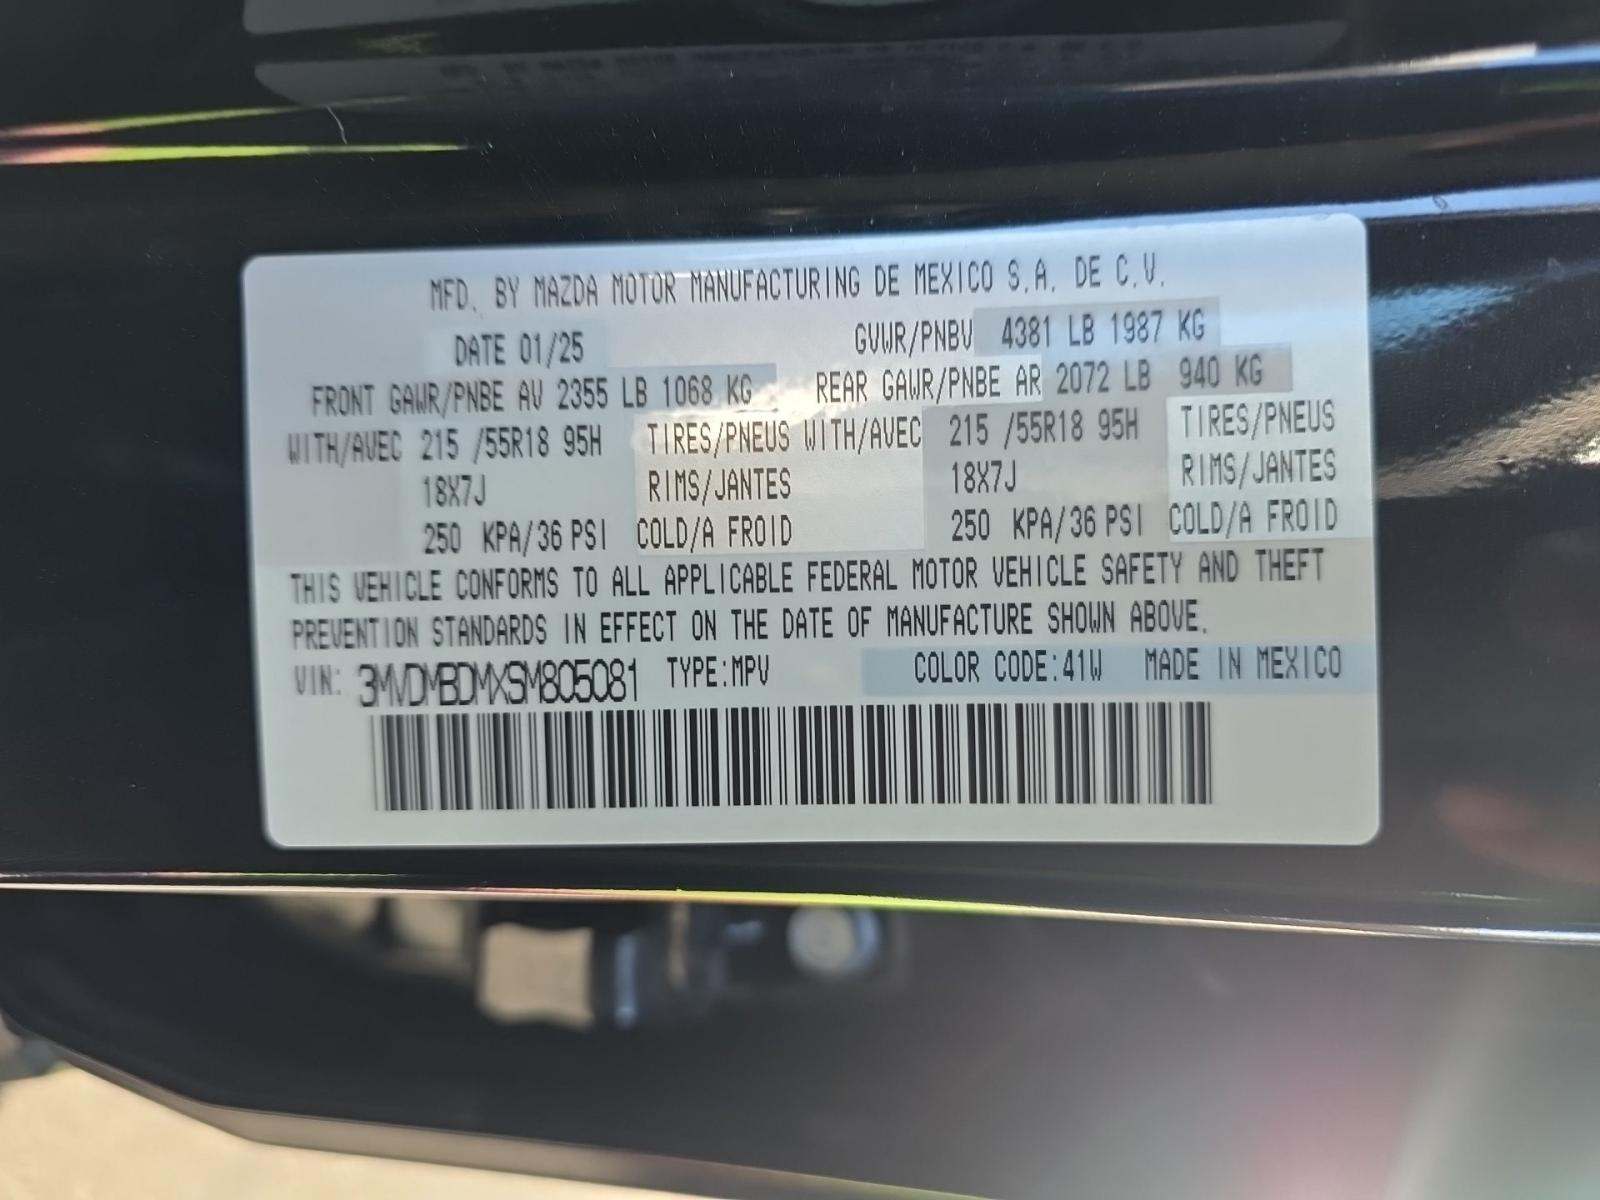 MFD. BY MAZDA MOTOR MANUFACTURING DE MEXICO S.A. DE C.V.
DATE 01/25 GVWR/PNBV 4381 LB 1987 KG
FRONT GAWR/PNBE AV 2355 LB 1068 KG REAR GAWR/PNBE AR 2072 LB 940 KG
WITH/AVEC 215 /55R18 95H TIRES/PNEUS WITH/AVEC 215 /55R18 95H TIRES/PNEUS
18X7J RIMS/JANTES 18X7J RIMS/JANTES
250 KPA/36 PSI COLD/A FROID 250 KPA/36 PSI COLD/A FROID
THIS VEHICLE CONFORMS TO ALL APPLICABLE FEDERAL MOTOR VEHICLE SAFETY AND THEFT
PREVENTION STANDARDS IN EFFECT ON THE DATE OF MANUFACTURE SHOWN ABOVE.
VIN: 3MVDMBDMXSM805081 TYPE:MPV COLOR CODE:41W MADE IN MEXICO